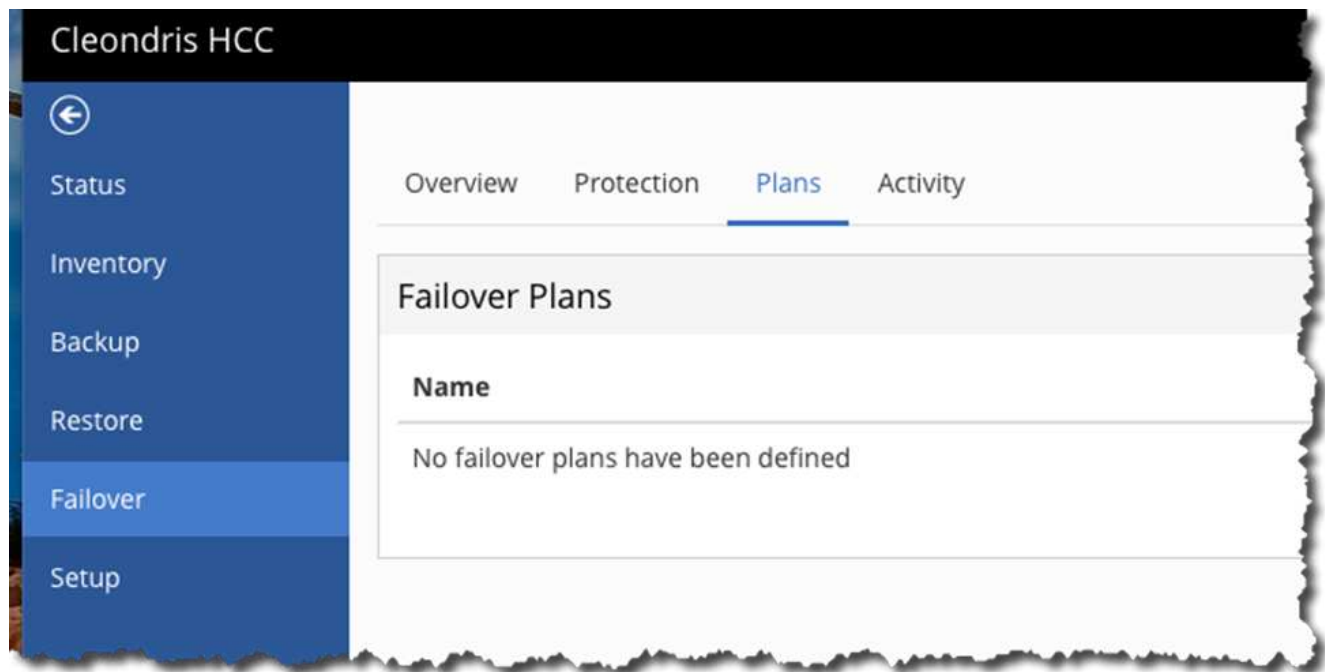 Cleondris HCC
Status
Inventory
Backup
Restore
Failover
Setup
Overview Protection Plans Activity
Failover Plans
Name
No failover plans have been defined